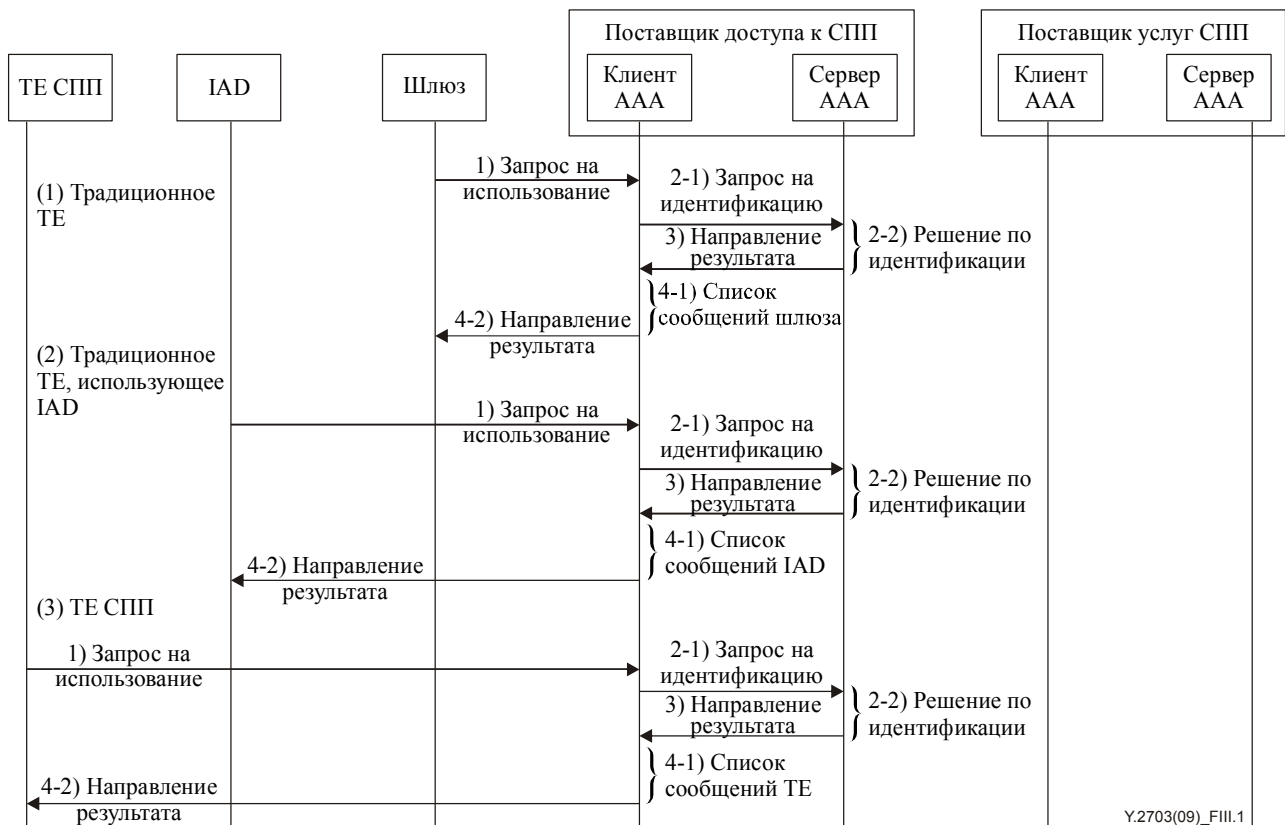 Поставщик доступа к СПП
Поставщик услуг СПП
ТЕ СПП
IAD
Шлюз
Клиент
ААА
Сервер
ААА
Клиент
ААА
Сервер
ААА
(1) Традиционное
ТЕ
1) Запрос на
использование
2-1) Запрос на
идентификацию
3) Направление
результата
2-2) Решение по
идентификации
4-1) Список
сообщений шлюза
4-2) Направление
результата
(2) Традиционное
ТЕ, использующее
IAD
1) Запрос на
использование
2-1) Запрос на
идентификацию
3) Направление
результата
2-2) Решение по
идентификации
4-1) Список
сообщений IAD
4-2) Направление
результата
(3) ТЕ СПП
1) Запрос на
использование
2-1) Запрос на
идентификацию
3) Направление
результата
2-2) Решение по
идентификации
4-1) Список
сообщений ТЕ
4-2) Направление
результата
Y.2703(09)_FIII.1